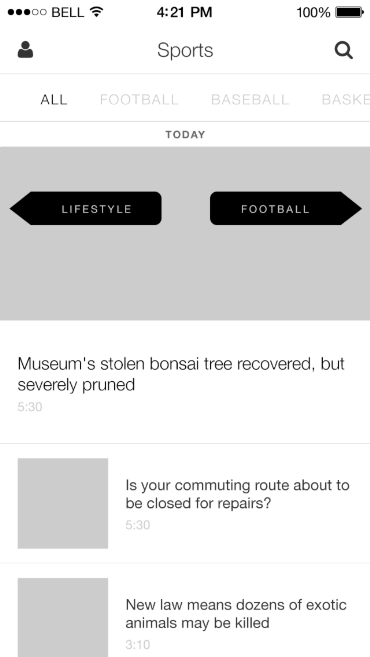 BELL 4:21 PM 100%
Sports
ALL FOOTBALL BASEBALL BASKE
TODAY
LIFESTYLE FOOTBALL
Museum's stolen bonsai tree recovered, but
severely pruned
5:30
Is your commuting route about to
be closed for repairs?
5:30
New law means dozens of exotic
animals may be killed
3:10